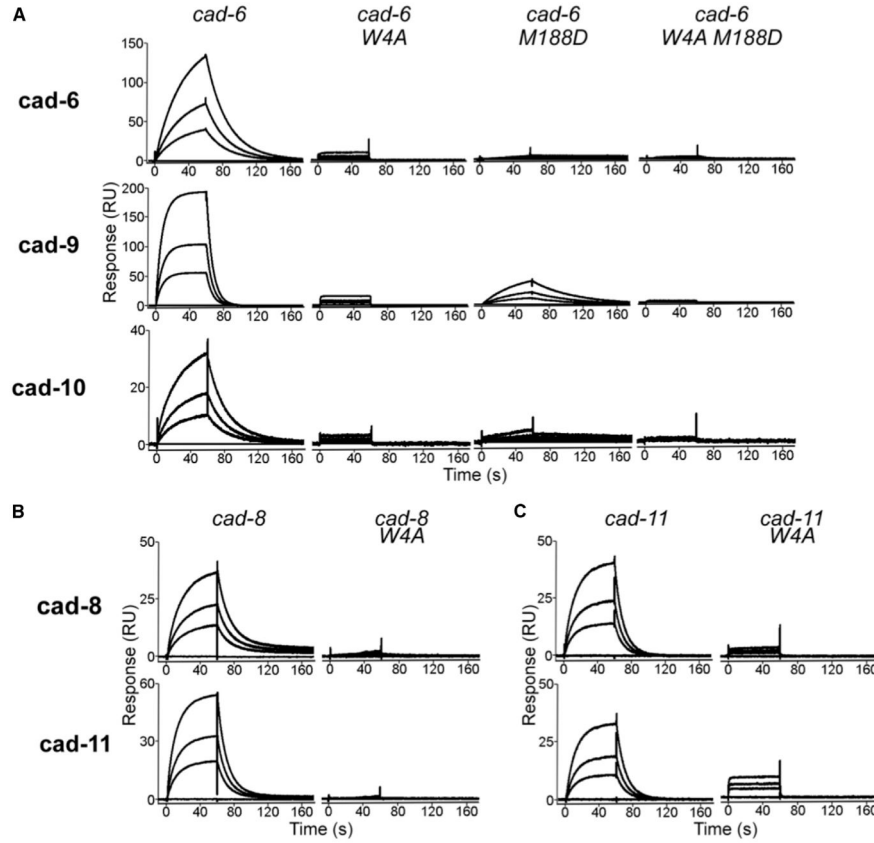 A
cad-6 cad-6 cad-6 cad-6
W4A M188D W4A M188D
cad-6
150
100
50
0
0 40 80 120 160 0 40 80 120 160 0 40 80 120 160 0 40 80 120 160
cad-9
Response (RU)
200
150
100
50
0
0 40 80 120 160 0 40 80 120 160 0 40 80 120 160 0 40 80 120 160
cad-10
40
20
0
0 40 80 120 160 0 40 80 120 160 0 40 80 120 160 0 40 80 120 160
Time (s)
B
cad-8 cad-8
W4A
C
cad-11 cad-11
W4A
cad-8
Response (RU)
50
25
0
0 40 80 120 160 0 40 80 120 160
Response (RU)
50
25
0
0 40 80 120 160 0 40 80 120 160
cad-11
60
30
0
0 40 80 120 160 0 40 80 120 160
Time (s)
50
25
0
0 40 80 120 160 0 40 80 120 160
Time (s)